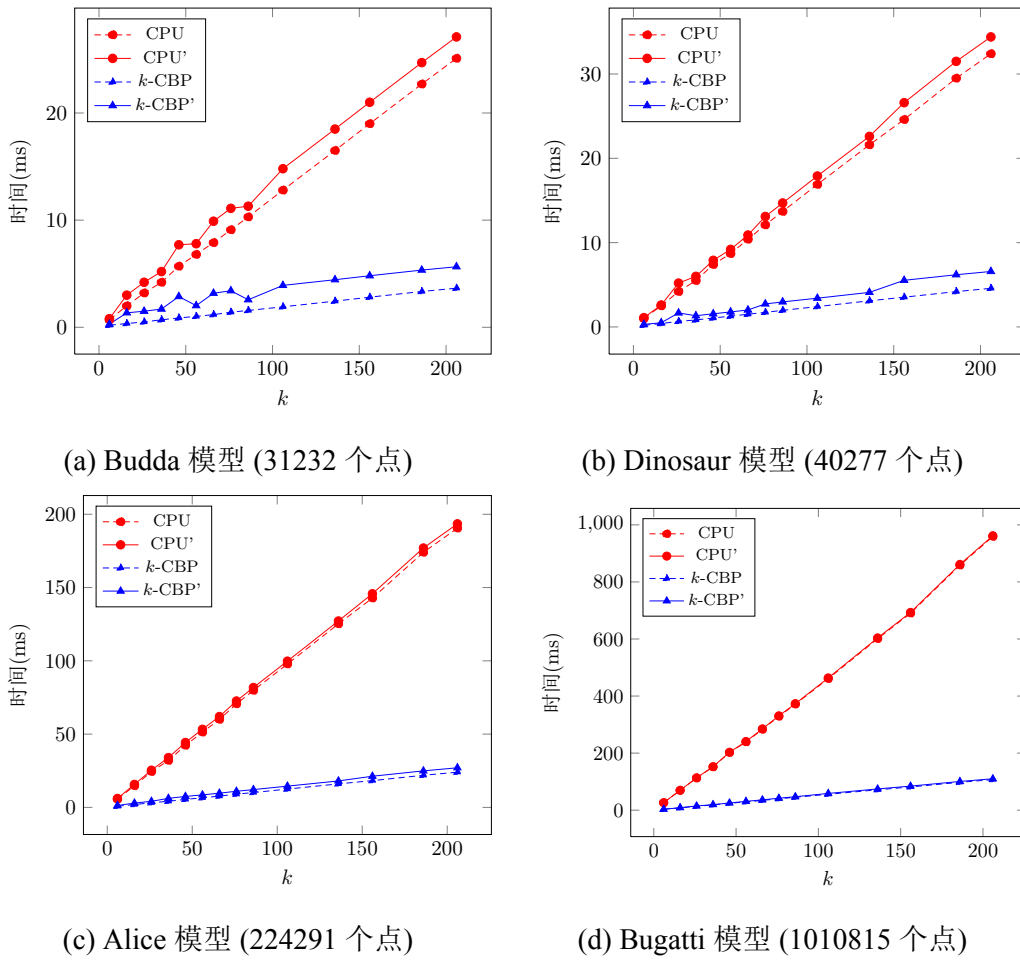 CPU
CPU'
k-CBP
k-CBP'
时间(ms)
20
10
0
0
50
100
150
200
k
(a) Budda 模型 (31232 个点)
CPU
CPU'
k-CBP
k-CBP'
时间(ms)
30
20
10
0
0
50
100
150
200
k
(b) Dinosaur 模型 (40277 个点)
CPU
CPU'
k-CBP
k-CBP'
时间(ms)
200
150
100
50
0
0
50
100
150
200
k
(c) Alice 模型 (224291 个点)
CPU
CPU'
k-CBP
k-CBP'
时间(ms)
1,000
800
600
400
200
0
0
50
100
150
200
k
(d) Bugatti 模型 (1010815 个点)